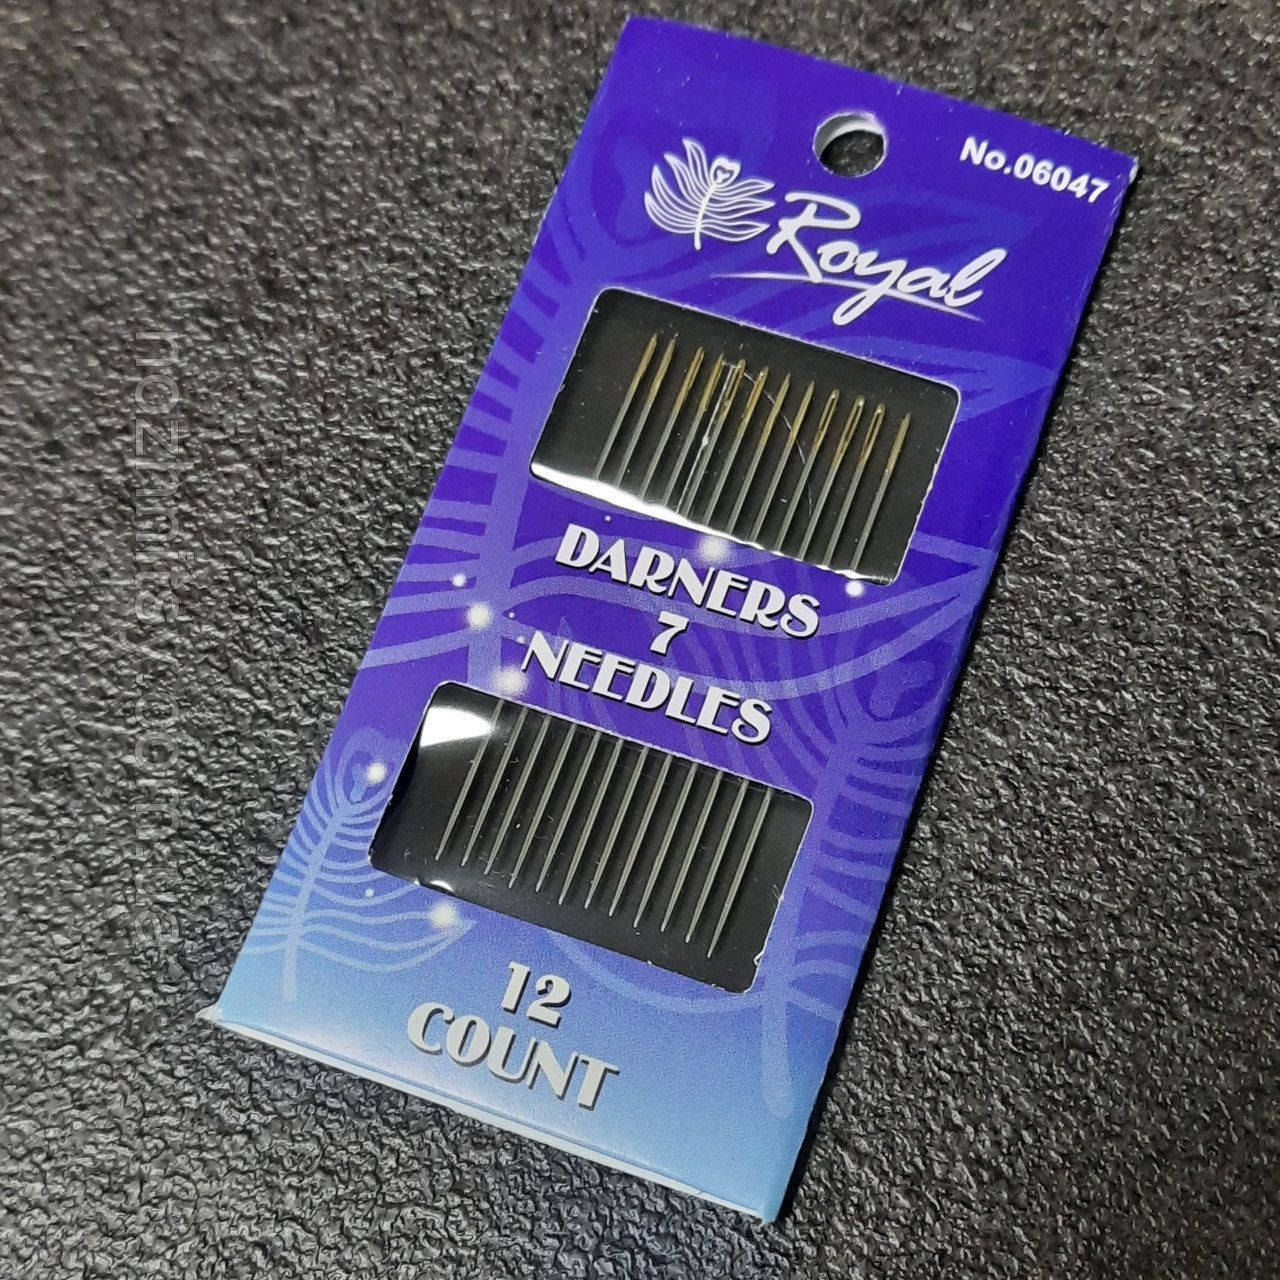 No.06047
Royal
DARNERS
7
NEEDLES
12
COUNT